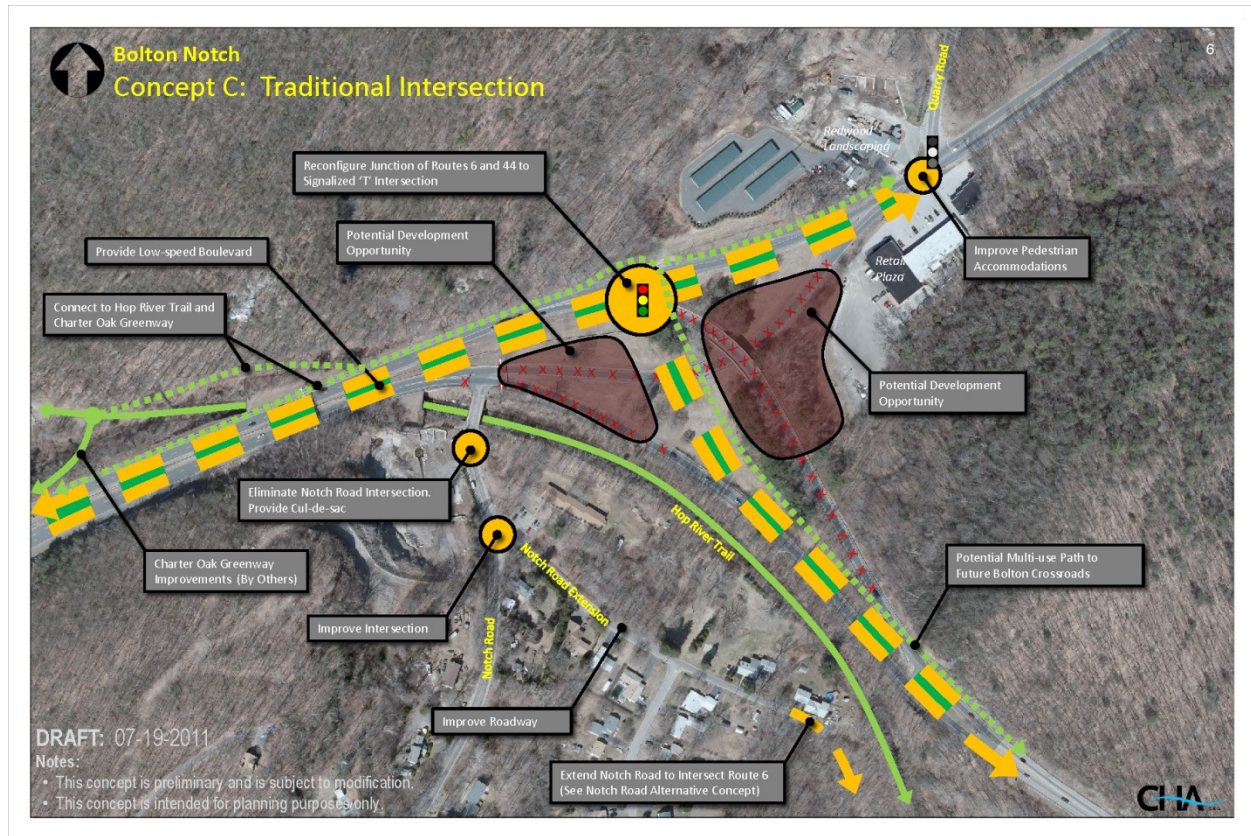 Bolton Notch
Concept C: Traditional Intersection
6
Quarry Road
Redwood
Landscaping
Reconfigure Junction of Routes 6 and 44 to
Signalized ‘T’ Intersection
Potential Development
Opportunity
Provide Low-speed Boulevard
Improve Pedestrian
Accommodations
Retail
Plaza
Connect to Hop River Trail and
Charter Oak Greenway
Potential Development
Opportunity
Eliminate Notch Road Intersection.
Provide Cul-de-sac
Hop River Trail
Charter Oak Greenway
Improvements (By Others)
Notch Road Extension
Potential Multi-use Path to
Future Bolton Crossroads
Improve Intersection
Notch Road
Improve Roadway
Extend Notch Road to Intersect Route 6
(See Notch Road Alternative Concept)
DRAFT: 07-19-2011
Notes:
• This concept is preliminary and is subject to modification.
• This concept is intended for planning purposes only.
CHA